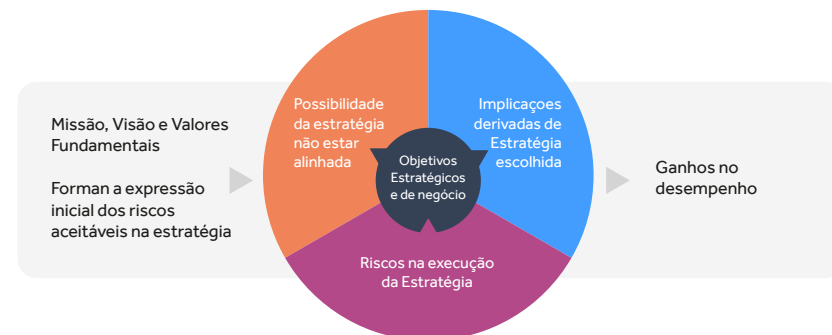 Missão, Visão e Valores
Fundamentais
Forman a expressão
inicial dos riscos
aceitáveis na estratégia
Possibilidade
da estratégia
não estar
alinhada
Implicaçoes
derivadas de
Estratégia
escolhida
Objetivos
Estratégicos
e de negócio
Riscos na execução
da Estratégia
Ganhos no
desempenho